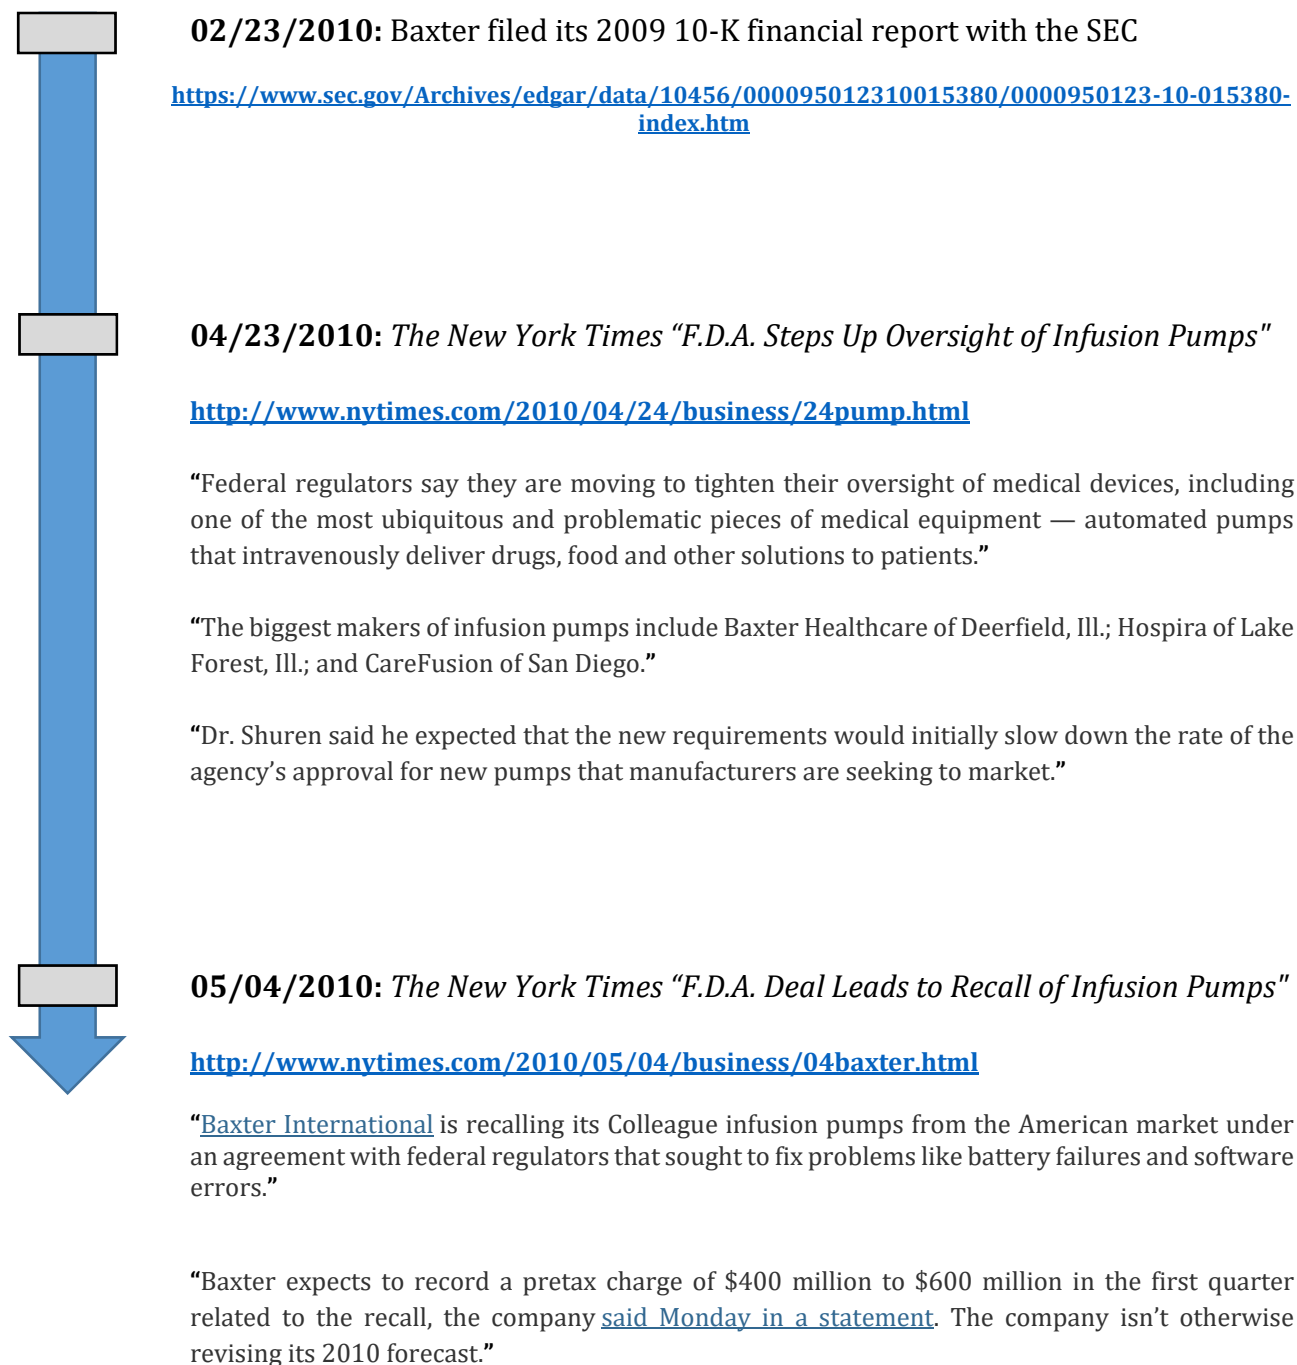 02/23/2010: Baxter filed its 2009 10-K financial report with the SEC
https://www.sec.gov/Archives/edgar/data/10456/000095012310015380/0000950123-10-015380-
index.htm
04/23/2010: The New York Times “F.D.A. Steps Up Oversight of Infusion Pumps"
http://www.nytimes.com/2010/04/24/business/24pump.html
“Federal regulators say they are moving to tighten their oversight of medical devices, including
one of the most ubiquitous and problematic pieces of medical equipment — automated pumps
that intravenously deliver drugs, food and other solutions to patients.”
“The biggest makers of infusion pumps include Baxter Healthcare of Deerfield, Ill.; Hospira of Lake
Forest, Ill.; and CareFusion of San Diego.”
“Dr. Shuren said he expected that the new requirements would initially slow down the rate of the
agency’s approval for new pumps that manufacturers are seeking to market.”
05/04/2010: The New York Times “F.D.A. Deal Leads to Recall of Infusion Pumps"
http://www.nytimes.com/2010/05/04/business/04baxter.html
“Baxter International is recalling its Colleague infusion pumps from the American market under
an agreement with federal regulators that sought to fix problems like battery failures and software
errors.”
“Baxter expects to record a pretax charge of $400 million to $600 million in the first quarter
related to the recall, the company said Monday in a statement. The company isn’t otherwise
revising its 2010 forecast.”